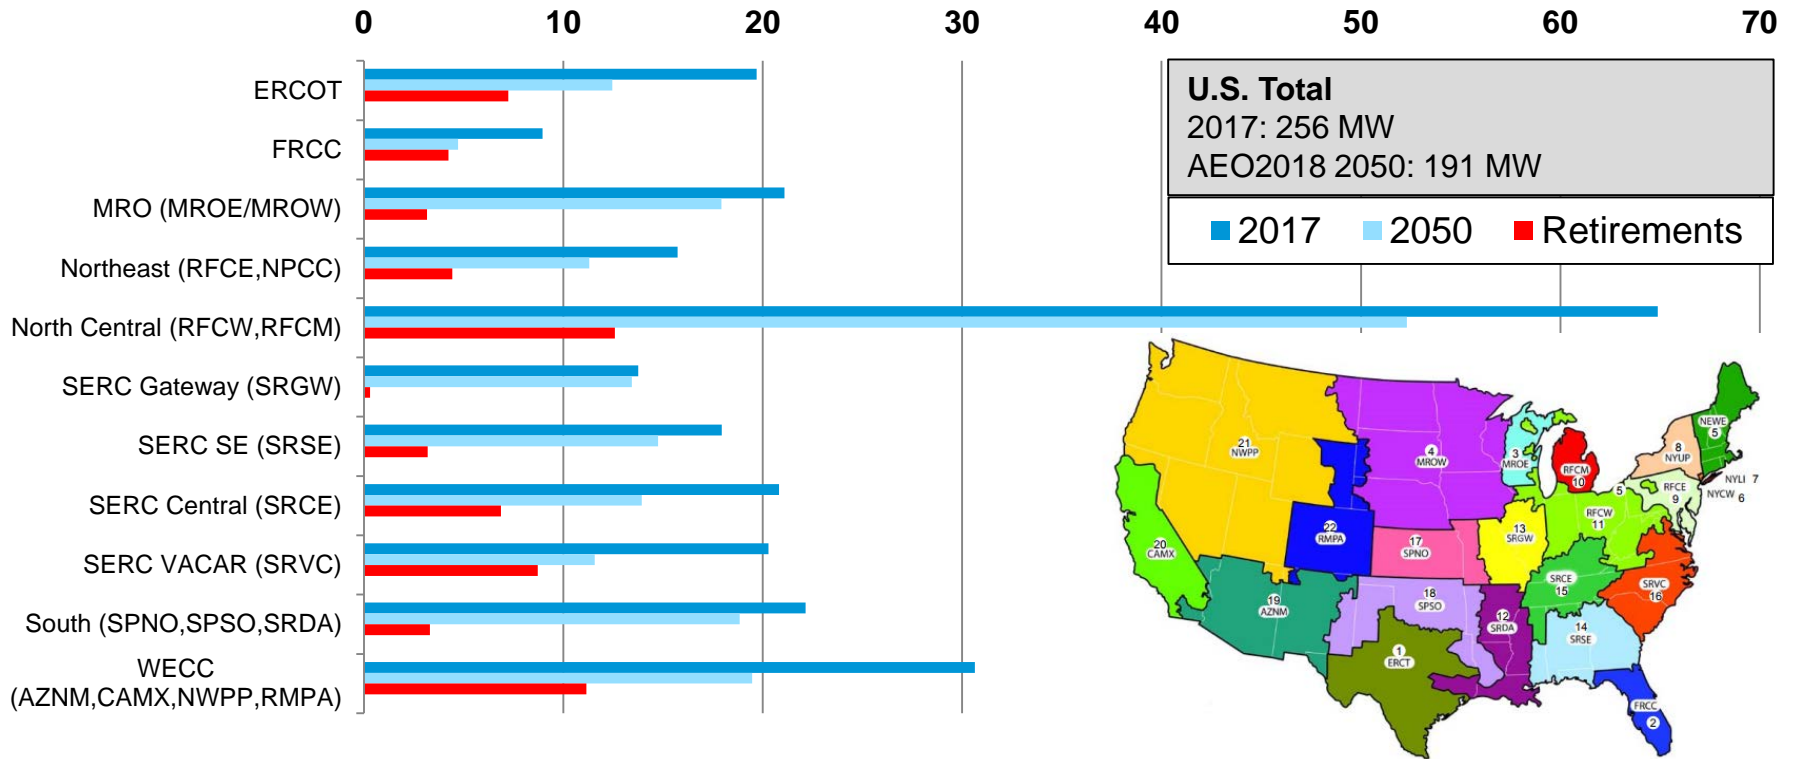 0 10 20 30 40 50 60 70
ERCOT
FRCC
MRO (MROE/MROW)
Northeast (RFCE,NPCC)
North Central (RFCW,RFCM)
SERC Gateway (SRGW)
SERC SE (SRSE)
SERC Central (SRCE)
SERC VACAR (SRVC)
South (SPNO,SPSO,SRDA)
WECC
(AZNM,CAMX,NWPP,RMPA)
U.S. Total
2017: 256 MW
AEO2018 2050: 191 MW
2017 2050 Retirements
21
NWPP
4
MROW
3
MROE
RFCM
10
8
NYUP
NEWE
5
NYLI 7
NYCW 6
RFCE
9
5
RFCW
11
13
SRGW
22
RMPA
17
SPNO
20
CAMX
SRCE
15
SRVC
16
19
AZNM
18
SPSO
12
SRDA
14
SRSE
1
ERCT
FRCC
2